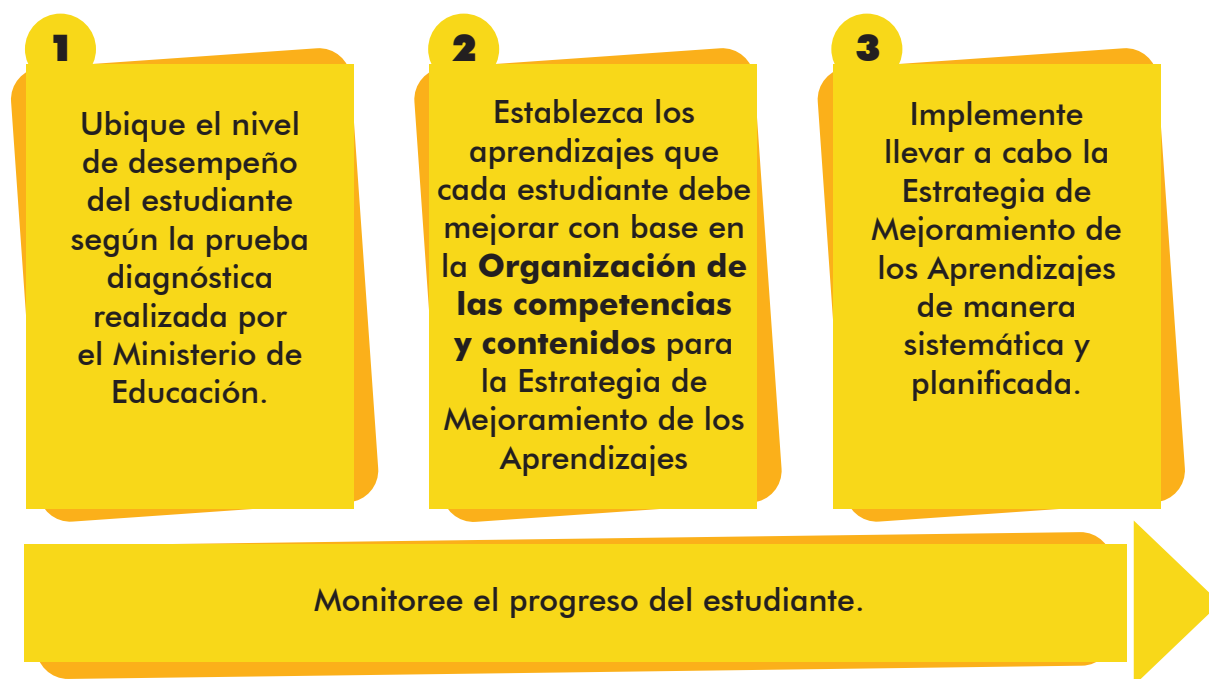 1
Ubique el nivel
de desempeño
del estudiante
según la prueba
diagnóstica
realizada por
el Ministerio de
Educación.
2
Establezca los
aprendizajes que
cada estudiante debe
mejorar con base en
la Organización de
las competencias
y contenidos para
la Estrategia de
Mejoramiento de los
Aprendizajes
3
Implemente
llevar a cabo la
Estrategia de
Mejoramiento de
los Aprendizajes
de manera
sistemática y
planificada.
Monitoree el progreso del estudiante.